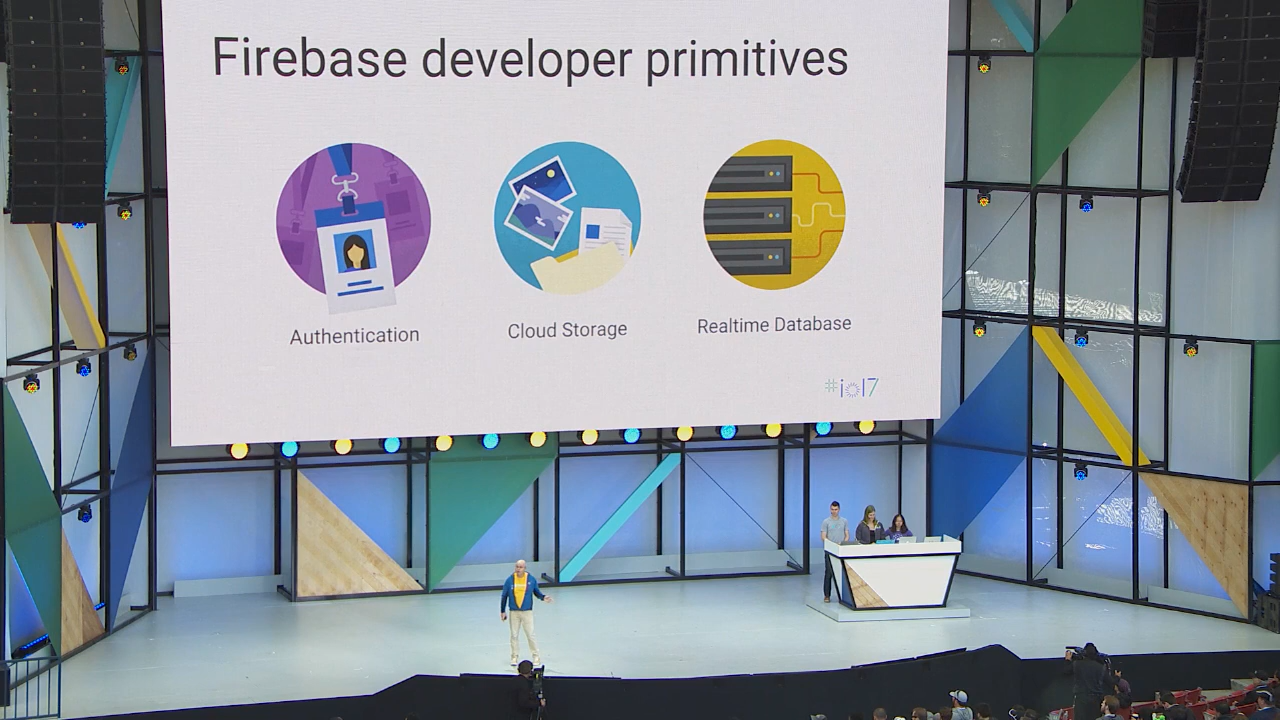 Firebase developer primitives
Authentication
Cloud Storage
Realtime Database
#io17